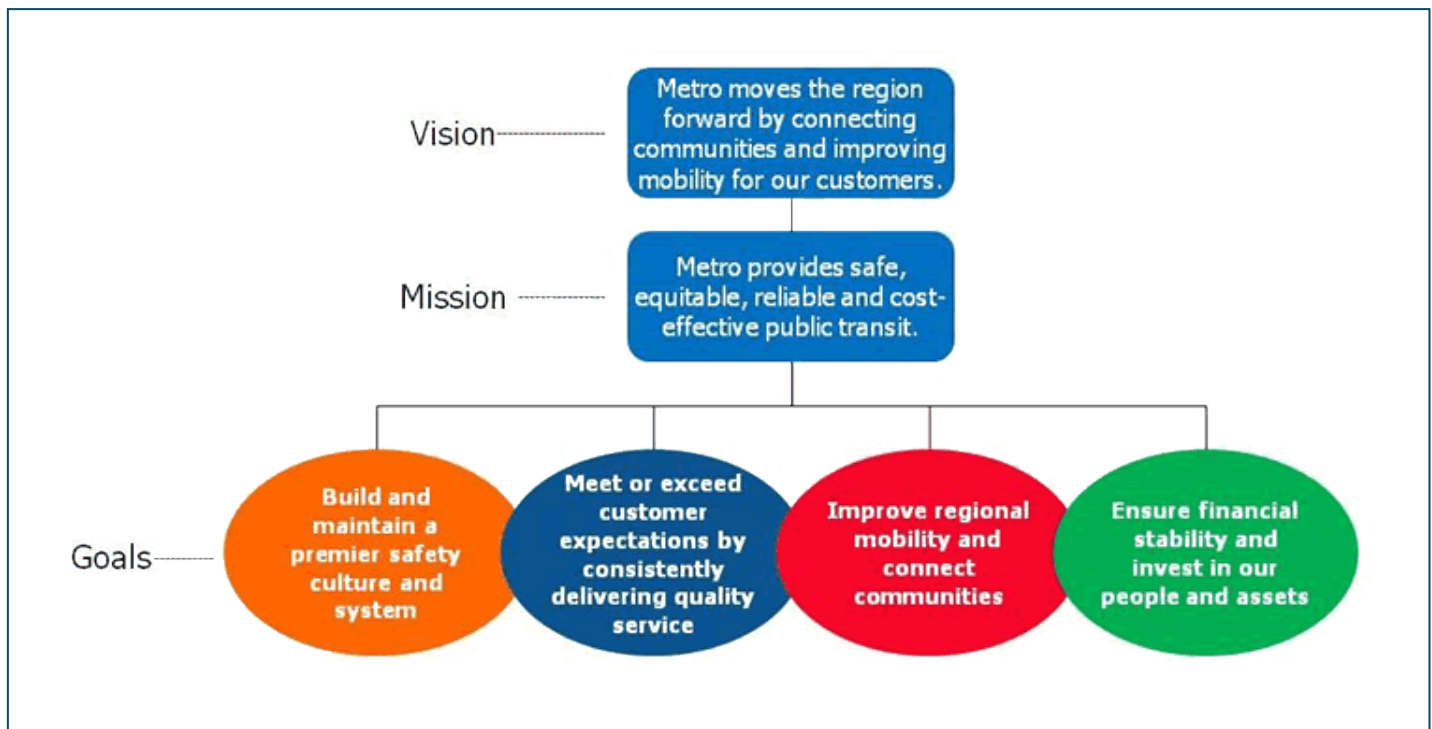 Vision
Metro moves the region
forward by connecting
communities and improving
mobility for our customers.
Mission
Metro provides safe,
equitable, reliable and cost-
effective public transit.
Goals
Build and
maintain a
premier safety
culture and
system
Meet or exceed
customer
expectations by
consistently
delivering quality
service
Improve regional
mobility and
connect
communities
Ensure financial
stability and
invest in our
people and assets